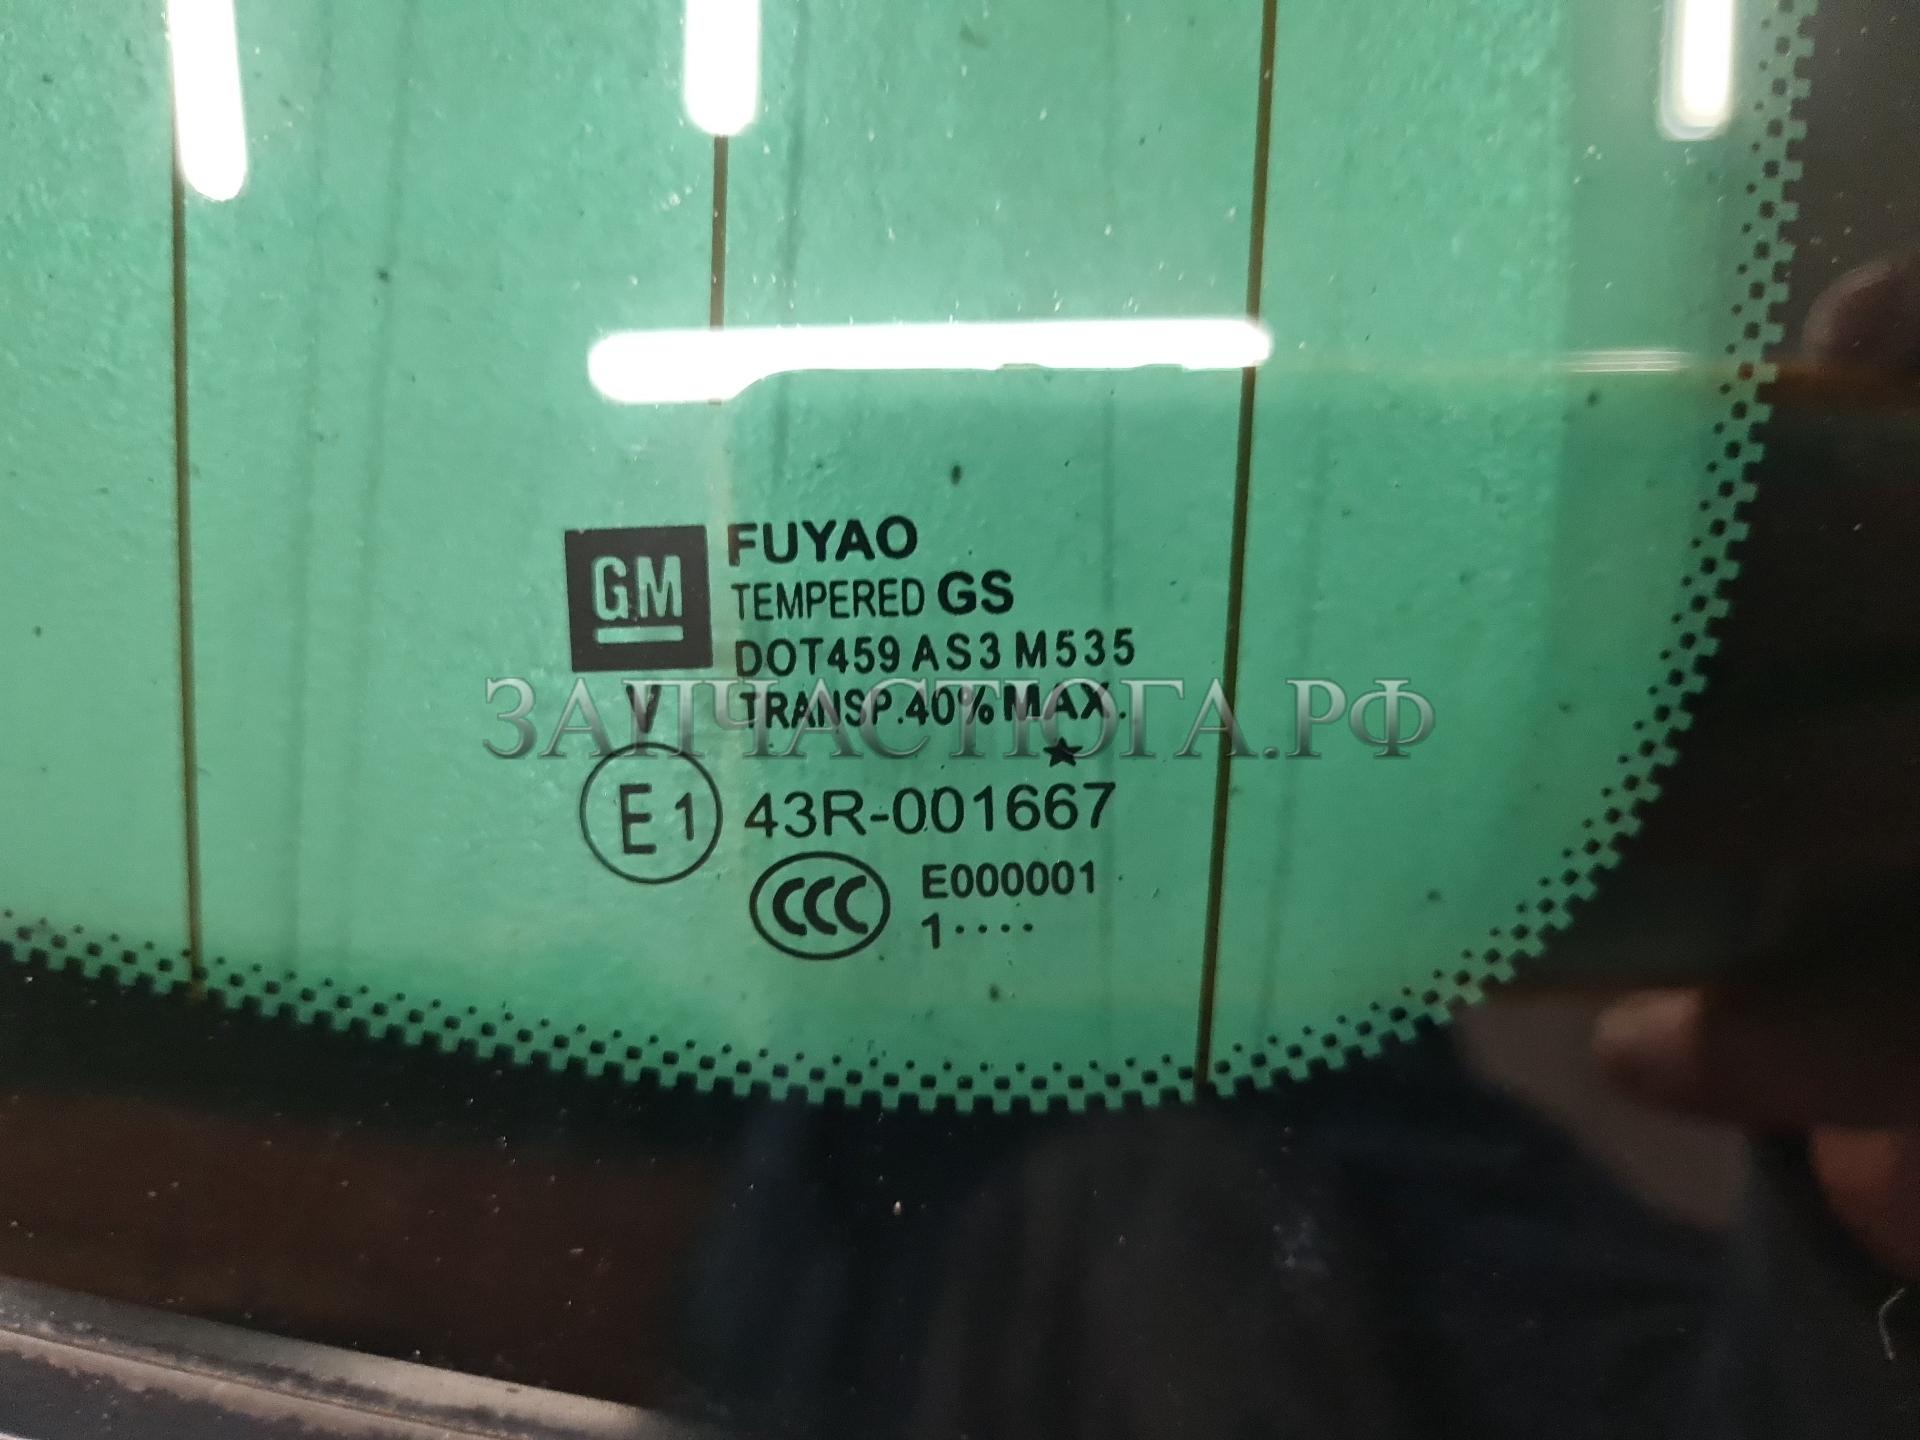 GM FUYAO
TEMPERED GS
DOT459 AS3 M535
V TRANSP.40% MAX.
ЗАПЧАСТЮГА.РФ
★
E1 43R-001667
CCC E000001
1····